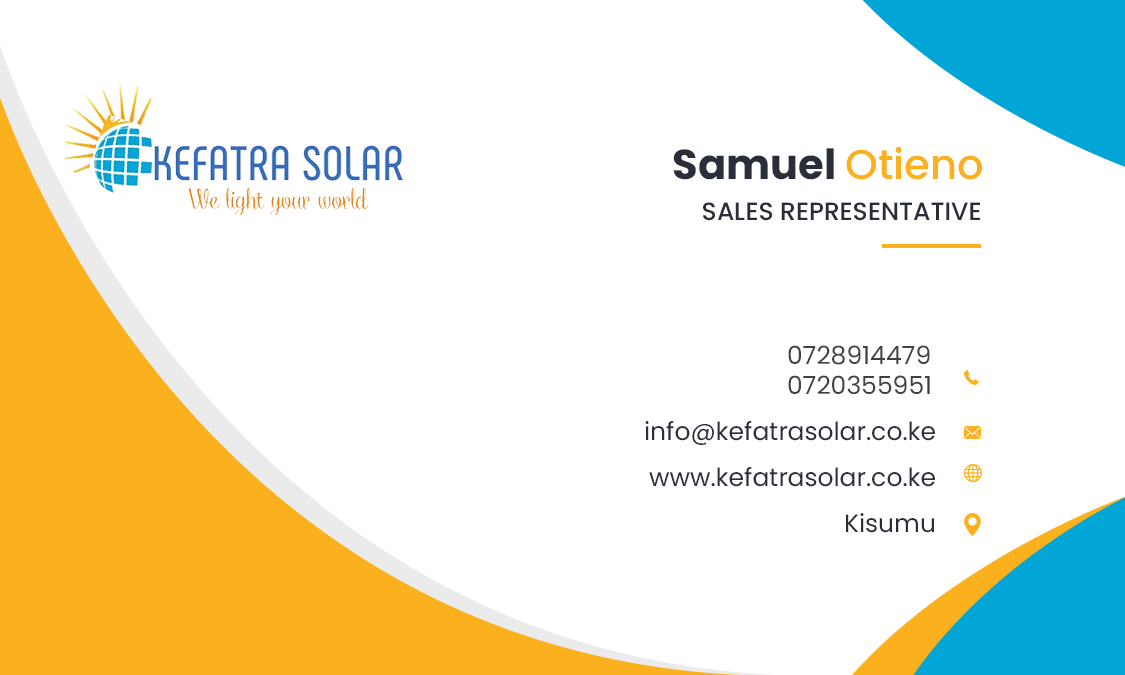 KEFATRA SOLAR
We light your world
Samuel Otieno
SALES REPRESENTATIVE
0728914479
0720355951
info@kefatrasolar.co.ke
www.kefatrasolar.co.ke
Kisumu